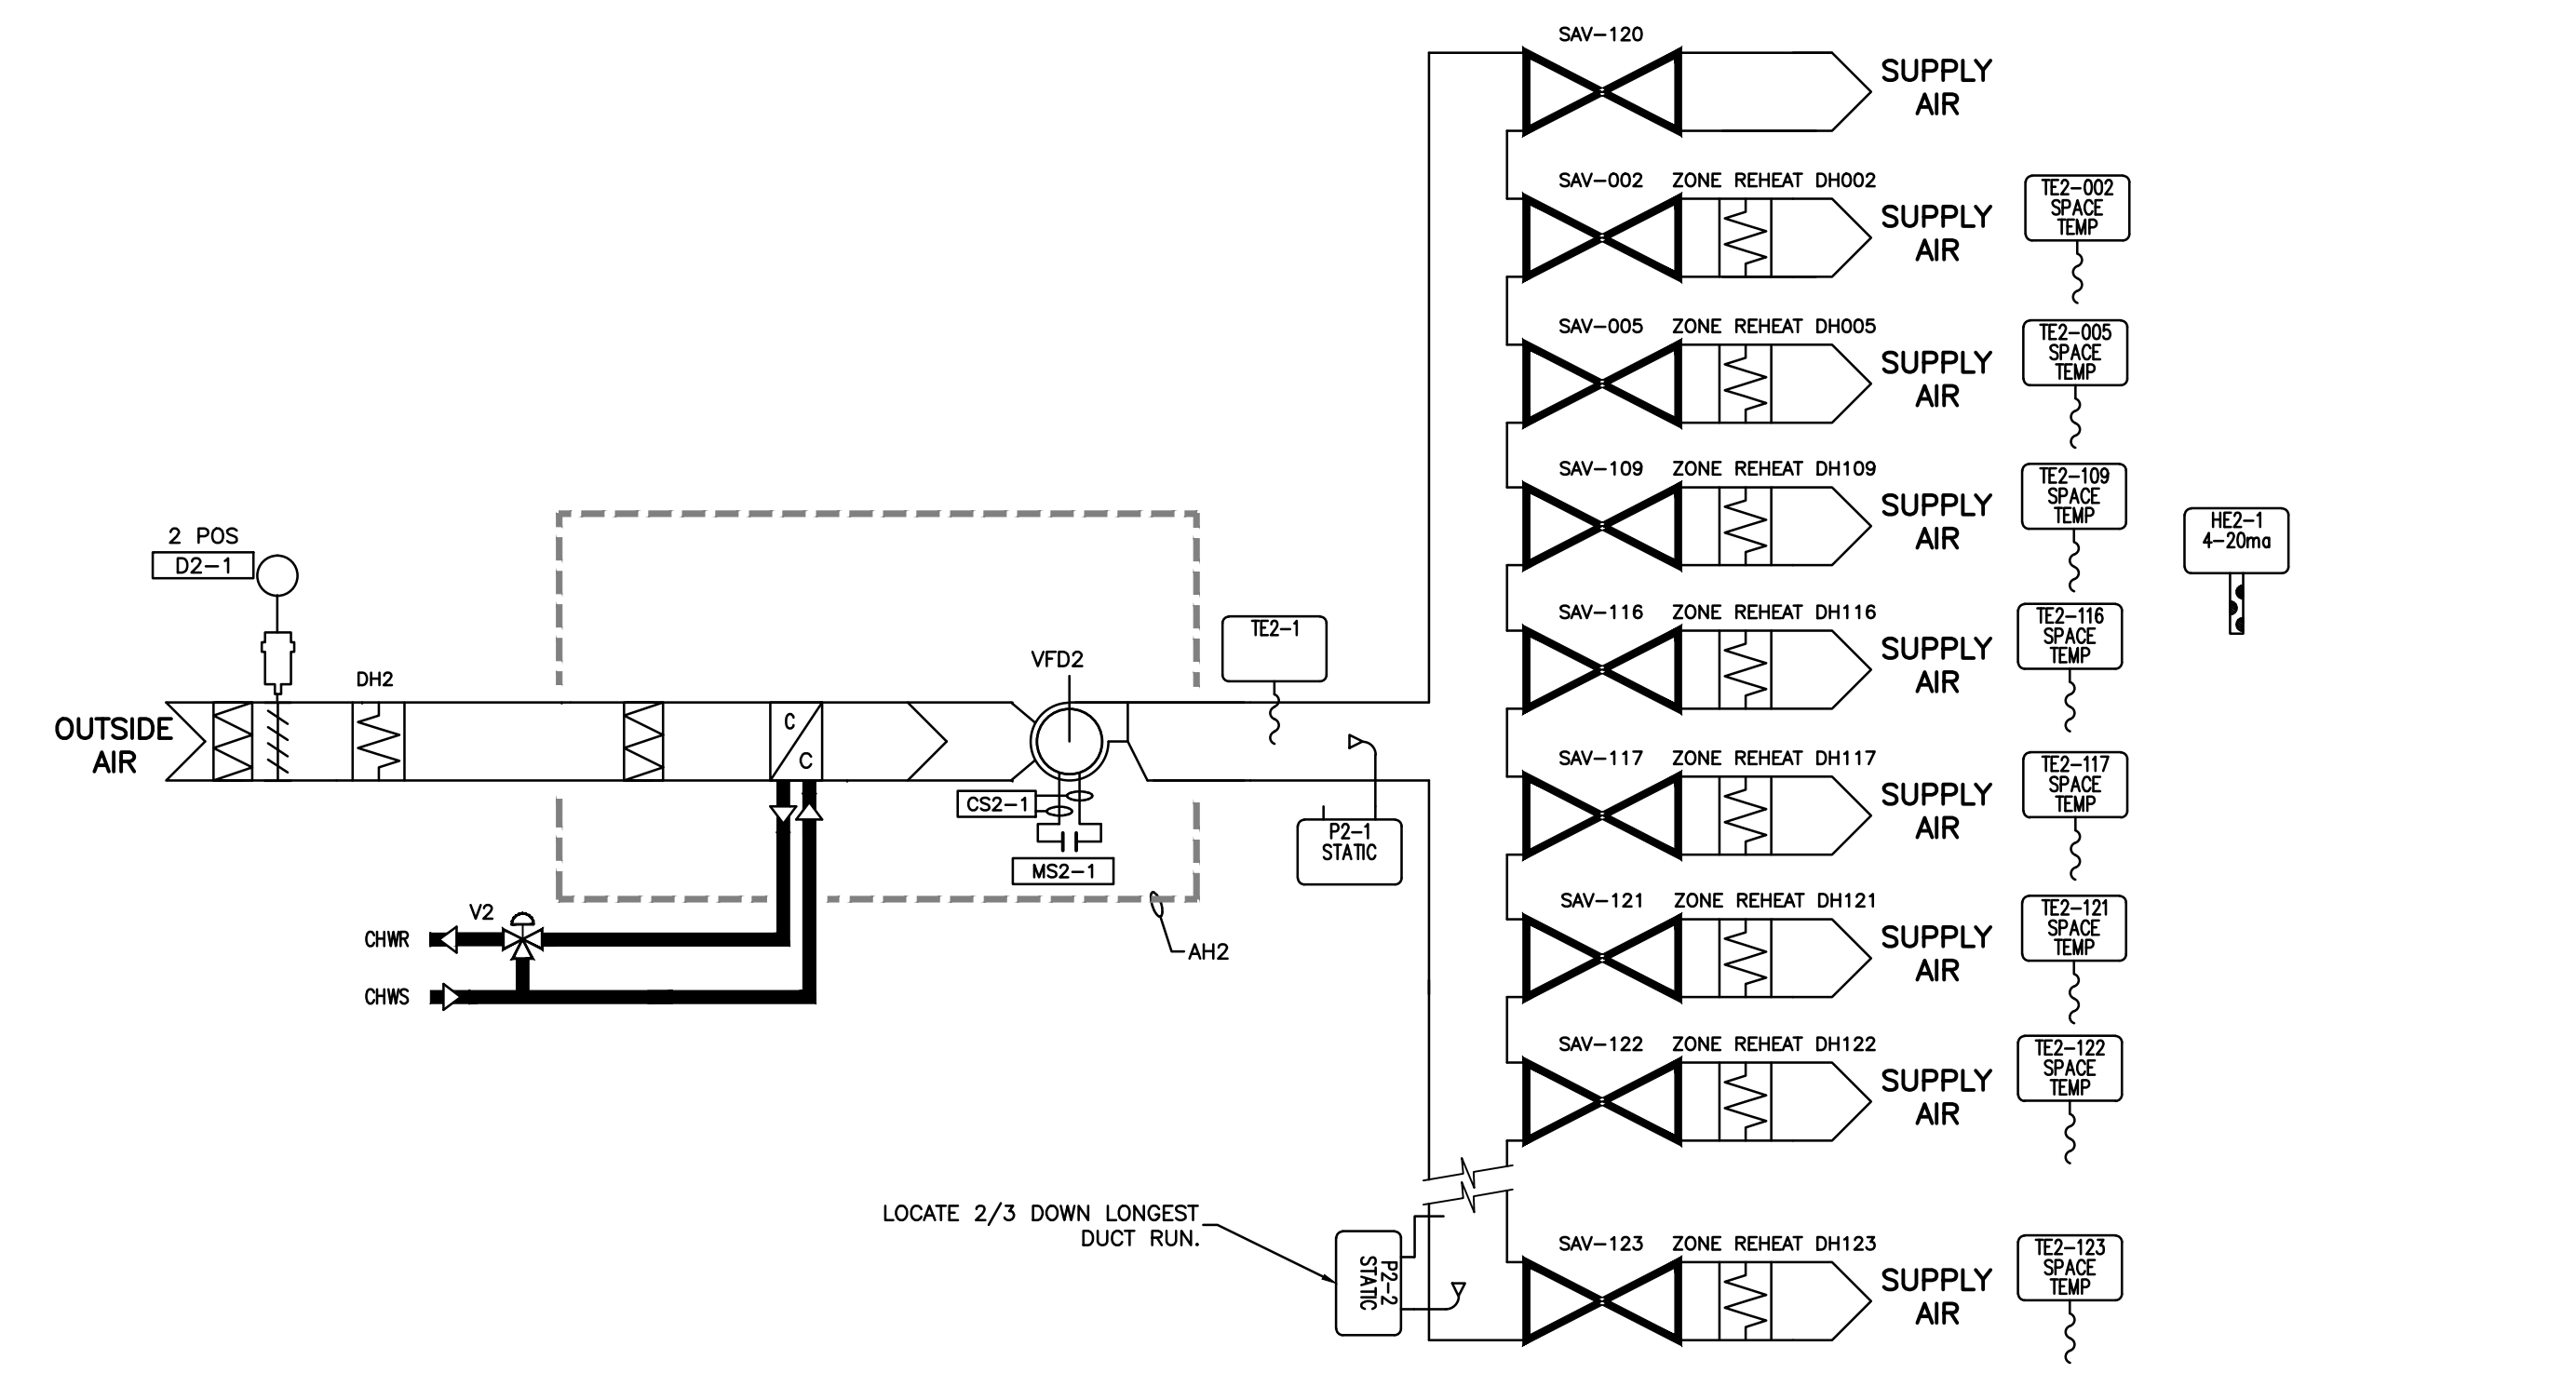 SAV-120
SUPPLY
AIR
SAV-002 ZONE REHEAT DH002
SUPPLY
AIR
TE2-002
SPACE
TEMP
SAV-005 ZONE REHEAT DH005
SUPPLY
AIR
TE2-005
SPACE
TEMP
SAV-109 ZONE REHEAT DH109
SUPPLY
AIR
TE2-109
SPACE
TEMP
HE2-1
4-20ma
2 POS
D2-1
SAV-116 ZONE REHEAT DH116
SUPPLY
AIR
TE2-116
SPACE
TEMP
TE2-1
VFD2
DH2
OUTSIDE
AIR
C
C
SAV-117 ZONE REHEAT DH117
SUPPLY
AIR
TE2-117
SPACE
TEMP
CS2-1
MS2-1
P2-1
STATIC
V2
CHWR
CHWS
AH2
SAV-121 ZONE REHEAT DH121
SUPPLY
AIR
TE2-121
SPACE
TEMP
SAV-122 ZONE REHEAT DH122
SUPPLY
AIR
TE2-122
SPACE
TEMP
LOCATE 2/3 DOWN LONGEST
DUCT RUN.
P2-2
STATIC
SAV-123 ZONE REHEAT DH123
SUPPLY
AIR
TE2-123
SPACE
TEMP